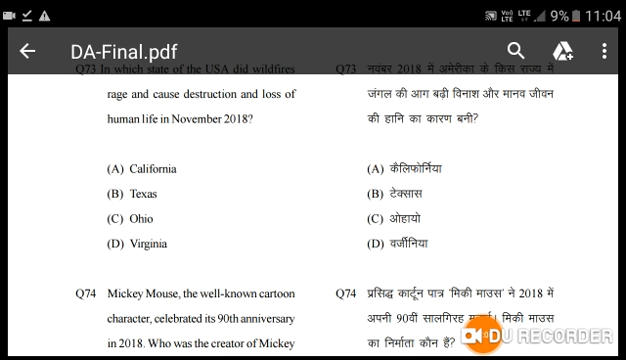 Voll LTE LTE 9% 11:04
DA-Final.pdf
Q73 In which state of the USA did wildfires
rage and cause destruction and loss of
human life in November 2018?
(A) California
(B) Texas
(C) Ohio
(D) Virginia
Q74 Mickey Mouse, the well-known cartoon
character, celebrated its 90th anniversary
in 2018. Who was the creator of Mickey
Q73 नवंबर 2018 में अमेरीका के किस राज्य में
जंगल की आग बढ़ी विनाश और मानव जीवन
की हानि का कारण बनी?
(A) कैलिफोर्निया
(B) टेक्सास
(C) ओहायो
(D) वर्जीनिया
Q74 प्रसिद्ध कार्टून पात्र 'मिकी माउस' ने 2018 में
अपनी 90वीं सालगिरह मिकी माउस
का निर्माता कौन हैं?
DU RECORDER